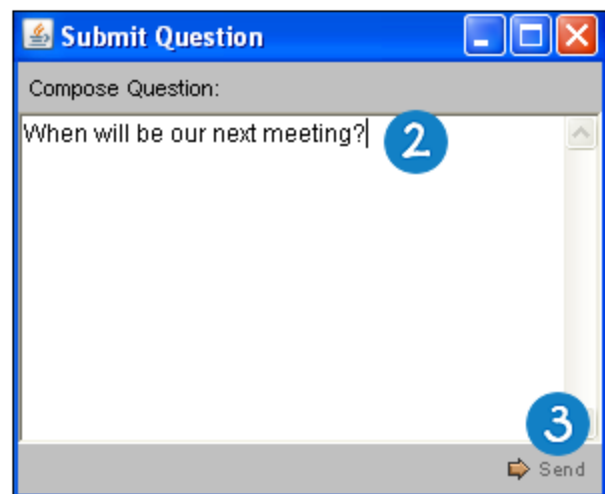 Submit Question
Compose Question:
When will be our next meeting?
2
3
Send